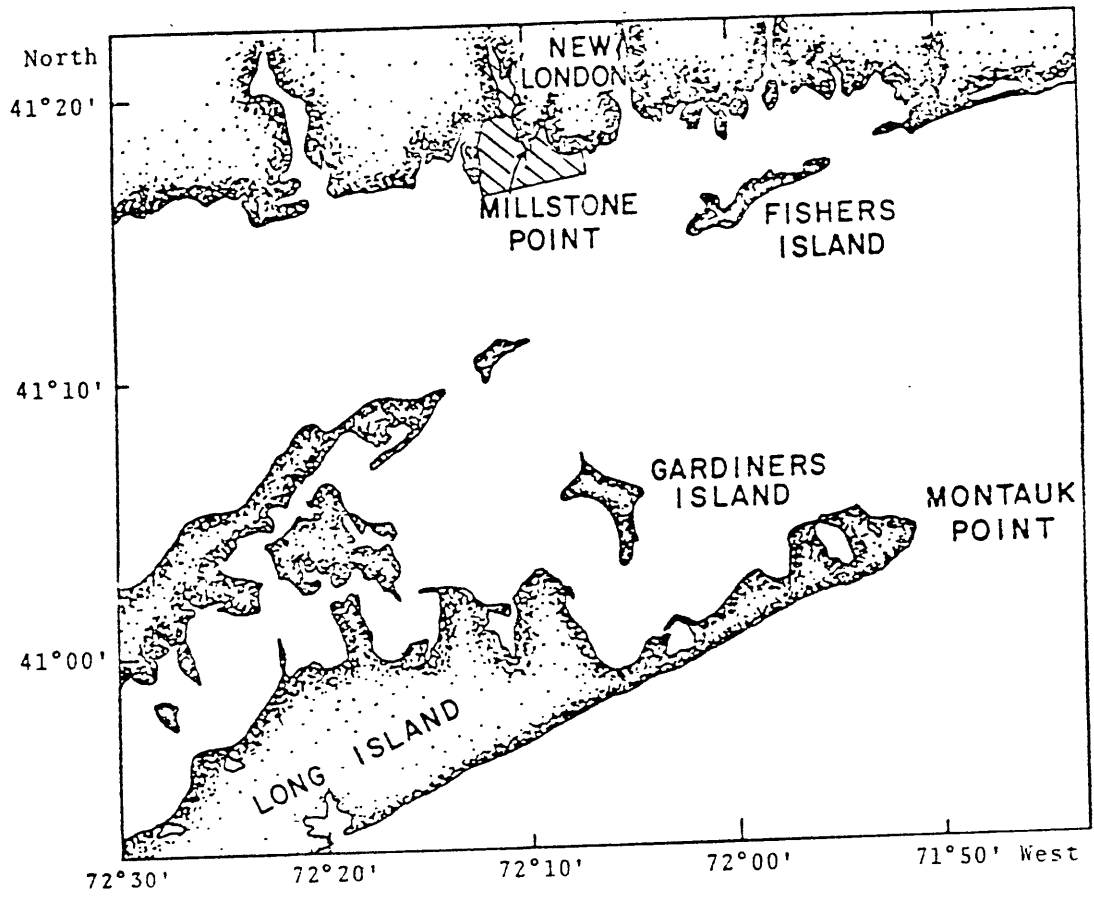 North
NEW
LONDON
41°20'
MILLSTONE
POINT
FISHERS
ISLAND
41°10'
GARDINERS
ISLAND
MONTAUK
POINT
41°00'
LONG ISLAND
72°30'
72°20'
72°10'
72°00'
71°50' West